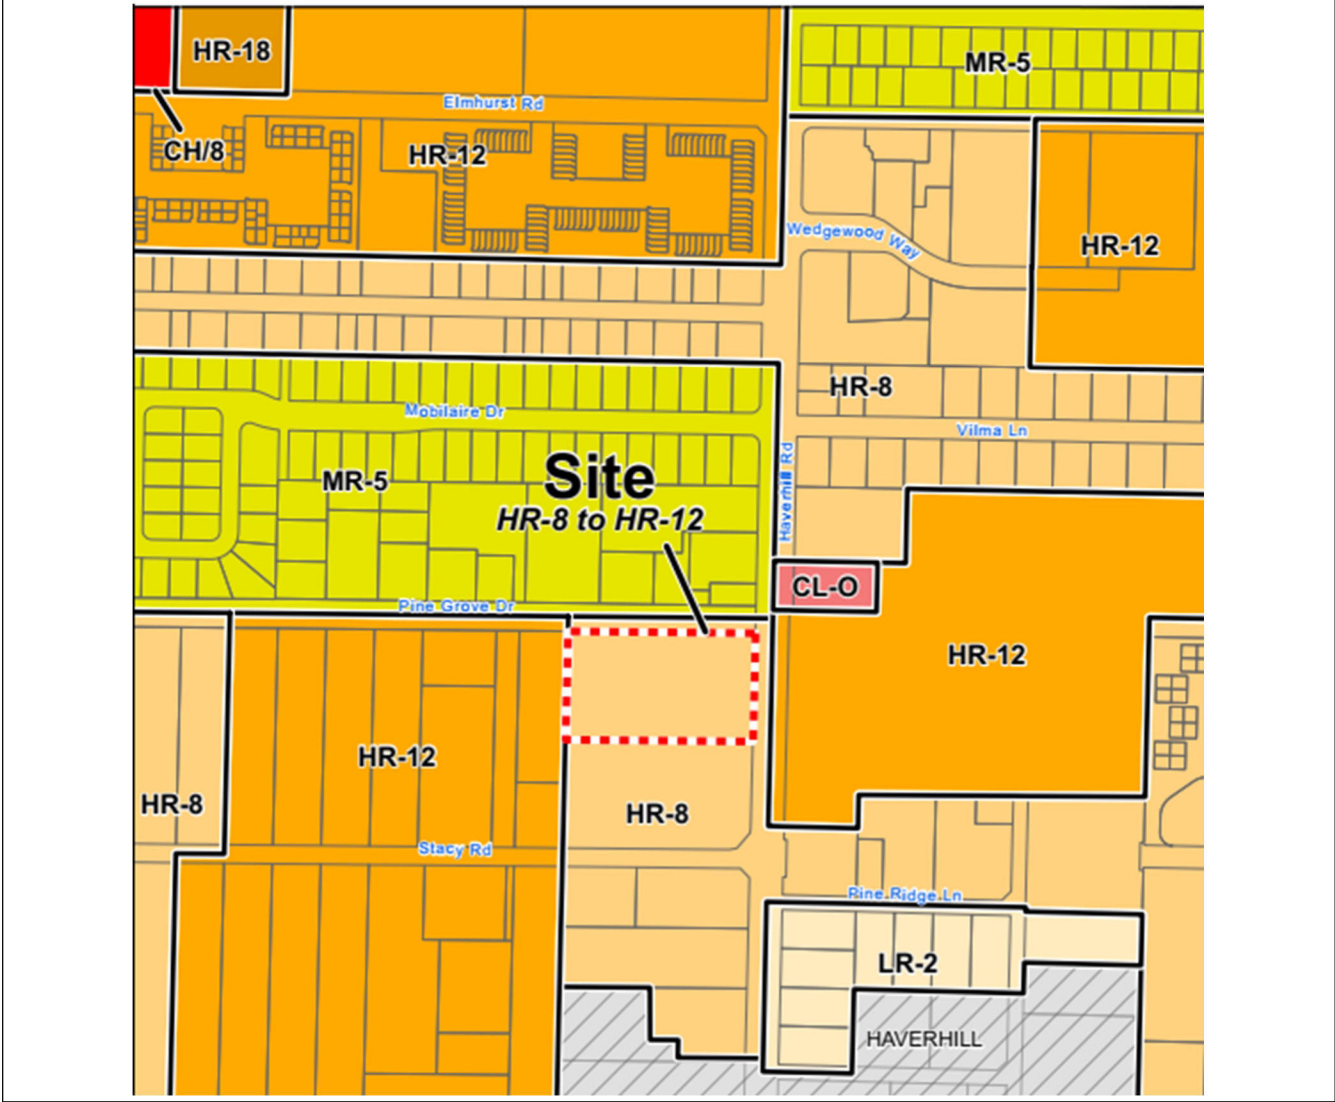 HR-18
MR-5
Elmhurst Rd
CH/8
HR-12
Wedgewood Way
HR-12
HR-8
Mobilaire Dr
Vilma Ln
Haverhill Rd
MR-5
Site
HR-8 to HR-12
CL-O
Pine Grove Dr
HR-12
HR-12
HR-8
HR-8
Stacy Rd
Pine Ridge Ln
LR-2
HAVERHILL